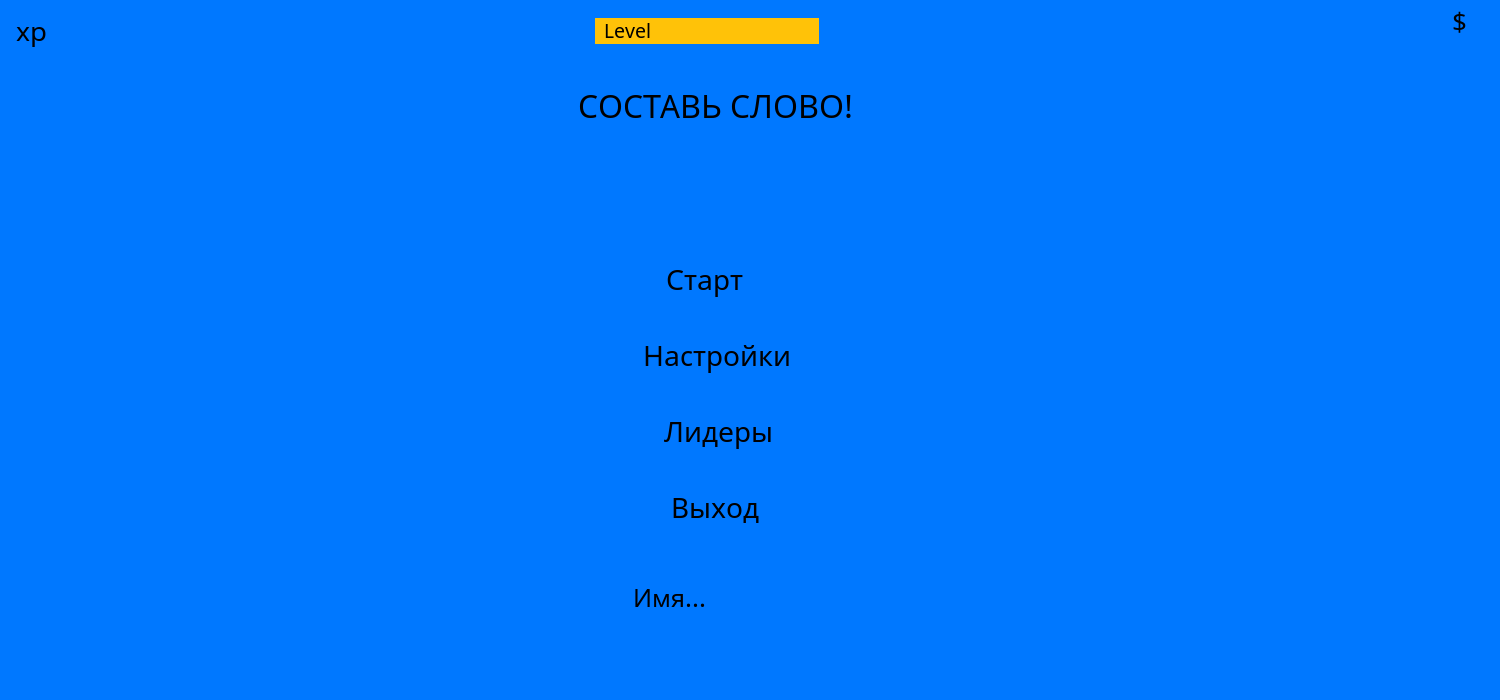 xp
Level
$
СОСТАВЬ СЛОВО!
Старт
Настройки
Лидеры
Выход
Имя...